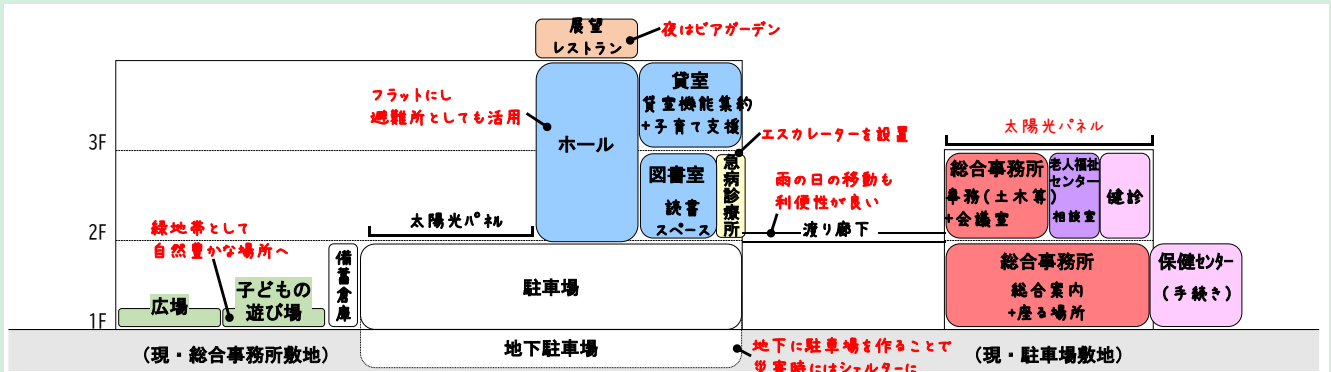 展望
レストラン
夜はビアガーデン
フラットにし
避難所としても活用
ホール
貸室
貸室機能集約
+子育て支援
エスカレーターを設置
太陽光パネル
3F
図書室
読書
スペース
急病診療所
雨の日の移動も
利便性が良い
総合事務所
事務(土木算)
+会議室
老人福祉
センター
相談室
健診
緑地帯として
自然豊かな場所へ
太陽光パネル
2F
渡り廊下
備蓄倉庫
駐車場
総合事務所
総合案内
+座る場所
保健センター
(手続き)
広場
子どもの
遊び場
1F
(現・総合事務所敷地)
地下駐車場
地下に駐車場を作ることで
災害時にはシェルターに
(現・駐車場敷地)